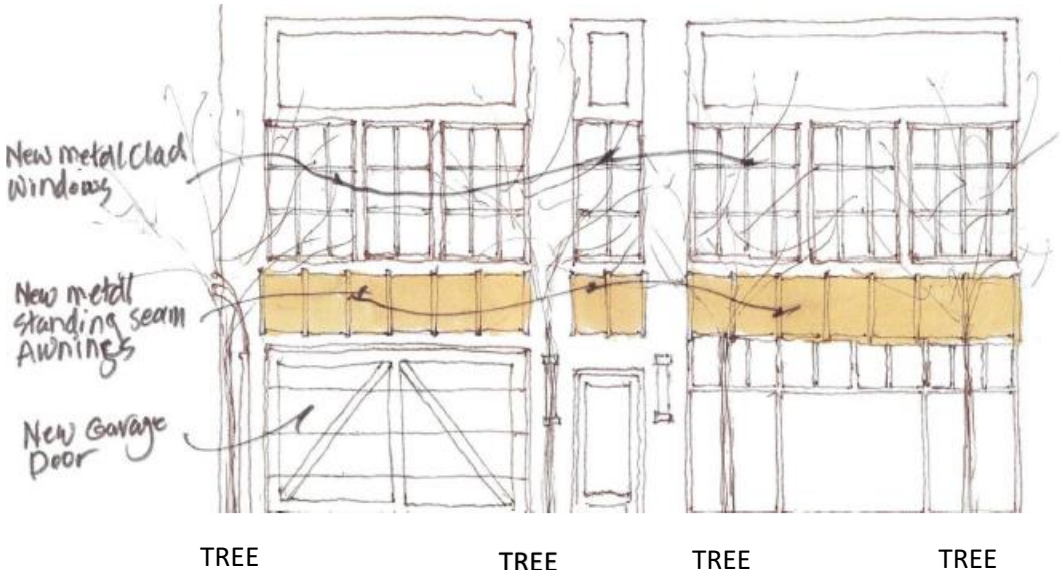 New metal Clad
Windows
New metal
standing seam
Awnings
New Garage
Door
TREE
TREE
TREE
TREE